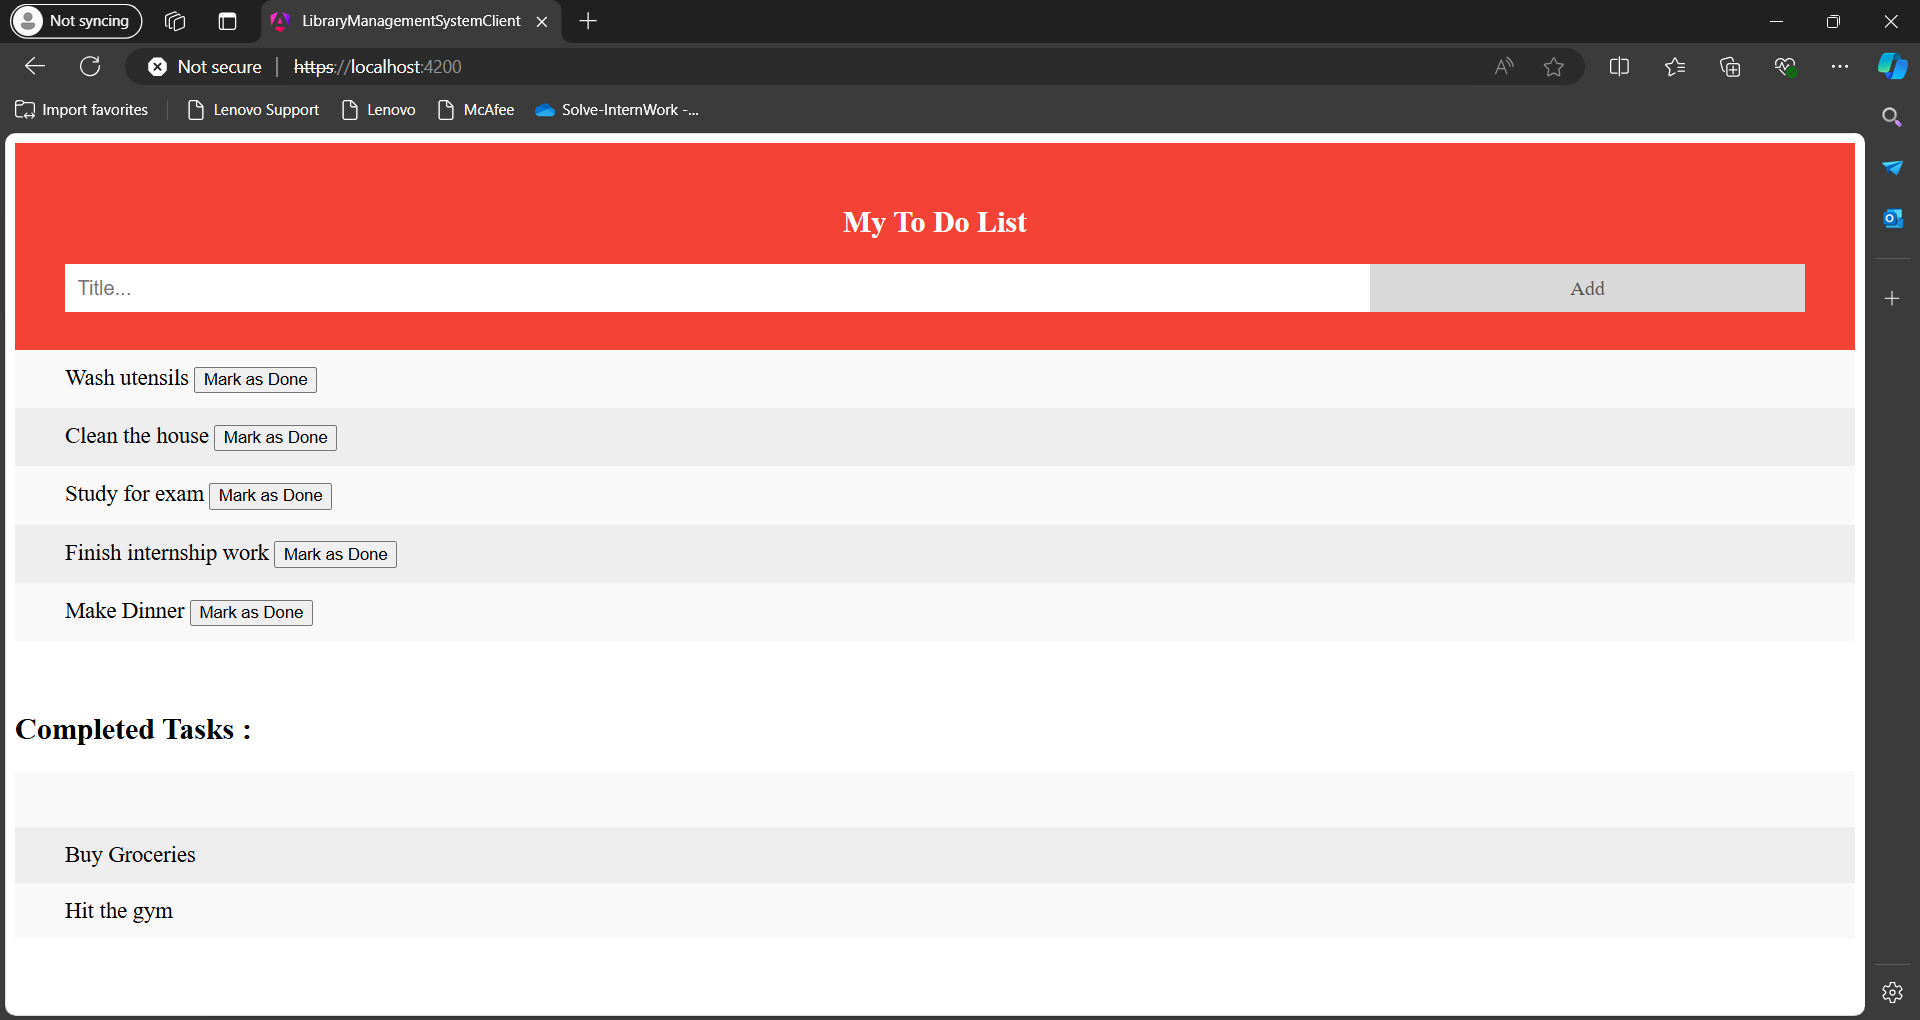 Not syncing
LibraryManagementSystemClient
Not secure https://localhost:4200
Import favorites Lenovo Support Lenovo McAfee Solve-InternWork -...
My To Do List
Title... Add
Wash utensils Mark as Done
Clean the house Mark as Done
Study for exam Mark as Done
Finish internship work Mark as Done
Make Dinner Mark as Done
Completed Tasks :
Buy Groceries
Hit the gym